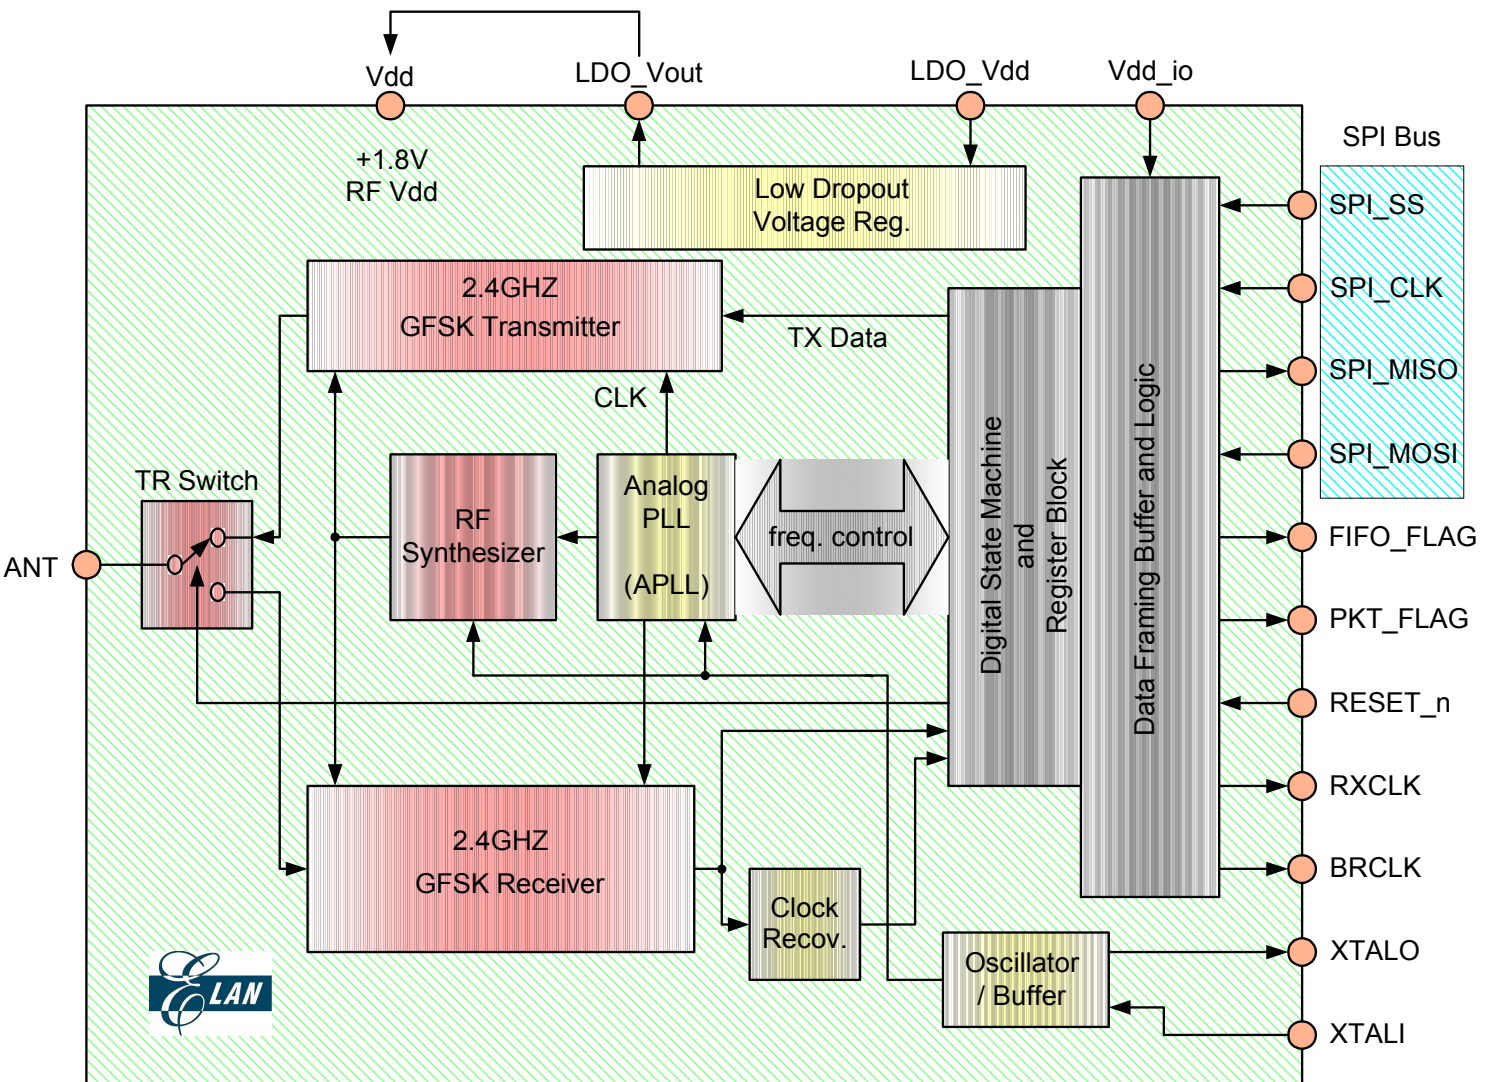 Vdd
LDO_Vout
LDO_Vdd
Vdd_io
SPI Bus
+1.8V
RF Vdd
Low Dropout
Voltage Reg.
SPI_SS
2.4GHZ
GFSK Transmitter
SPI_CLK
TX Data
SPI_MISO
CLK
SPI_MOSI
TR Switch
Analog
PLL
(APLL)
RF
Synthesizer
freq. control
Digital State Machine
and
Register Block
Data Framing Buffer and Logic
FIFO_FLAG
ANT
PKT_FLAG
RESET_n
RXCLK
2.4GHZ
GFSK Receiver
BRCLK
Clock
Recov.
Oscillator
/ Buffer
XTALO
ELAN
XTALI